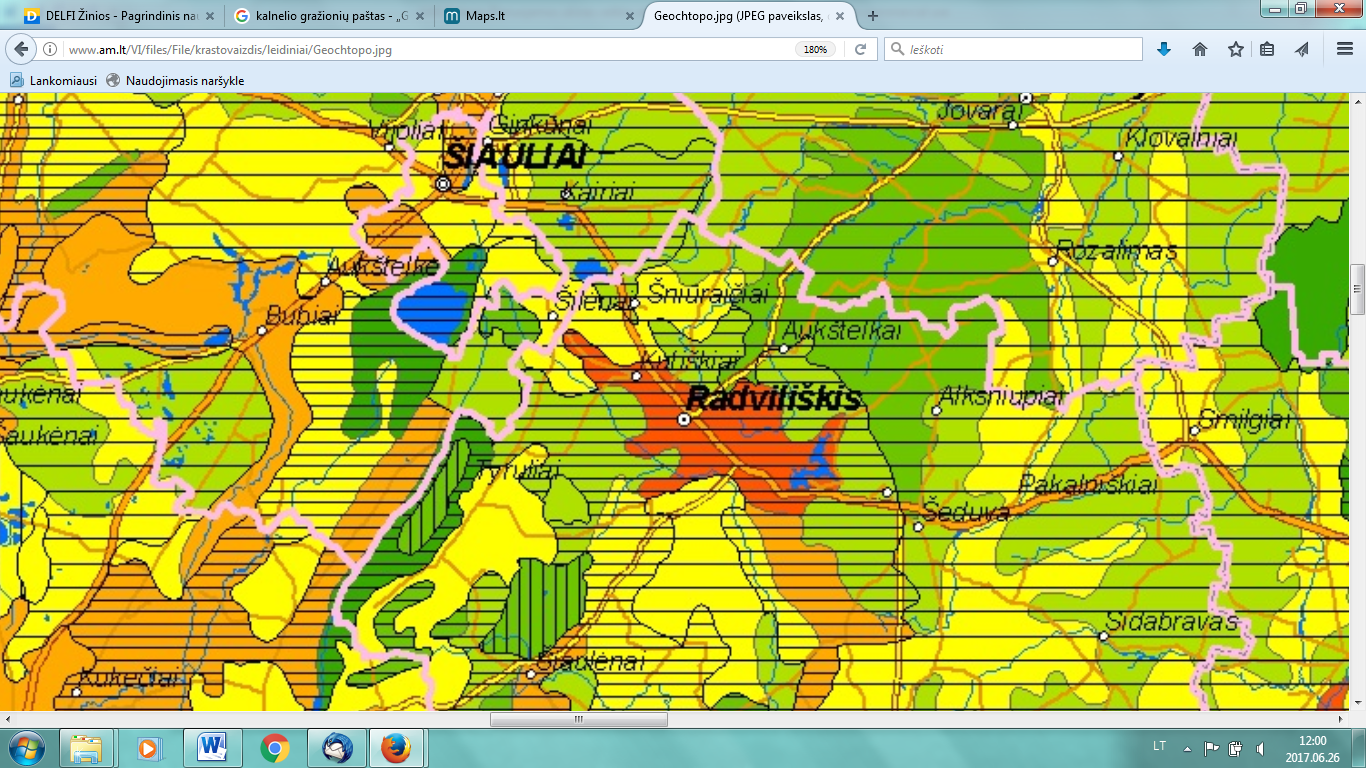 DELFI Žinios - Pagrindinis na
kalnelio gražionių paštas - „G
Maps.lt
Geochtopo.jpg (JPEG paveikslas,
www.am.lt/VI/files/File/krastovaizdis/leidiniai/Geochtopo.jpg
180%
Ieškoti
Lankomiausi
Naudojimasis naršykle
Jovarai
Ginkūnai
Klovainiai
ŠIAULIAI
Kairiai
Rozalimas
Aukštelkė
Bubiai
Šilėnai
Šniūraičiai
Aukštelkai
Kutiškiai
Radviliškis
Alksniupiai
aukėnai
Smilgiai
Šaukėnai
Tyruliai
Pakalniškiai
Šeduva
Sidabravas
Šiaulėnai
Kukečiai
LT
12:00
2017.06.26